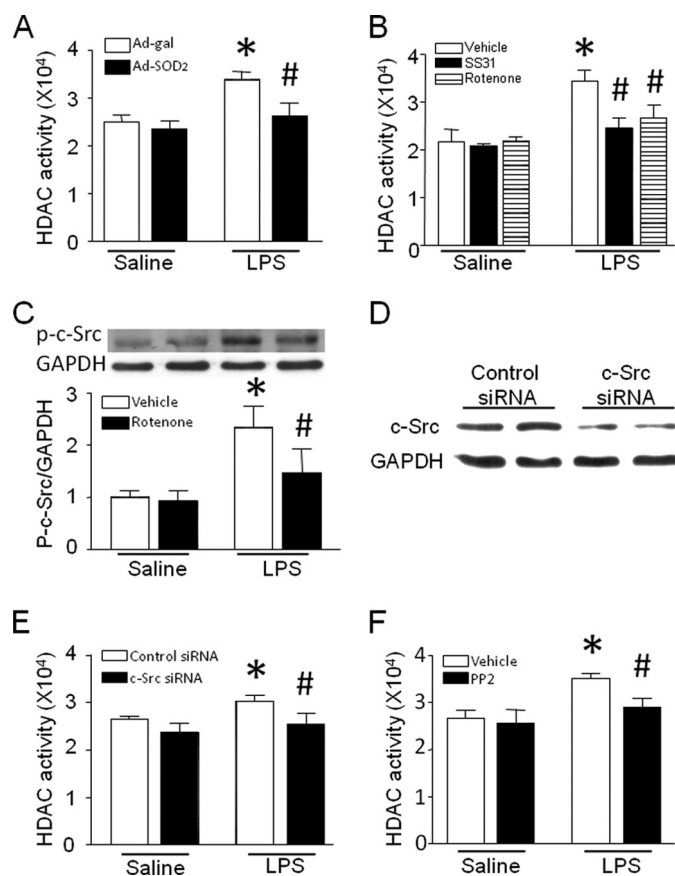 A
HDAC activity (X10⁴)
4
3
2
1
0
Ad-gal
Ad-SOD2
*
#
Saline
LPS
B
HDAC activity (X10⁴)
4
3
2
1
0
Vehicle
SS31
Rotenone
*
#
#
Saline
LPS
C
p-c-Src
GAPDH
P-c-Src/GAPDH
3
2
1
0
Vehicle
Rotenone
*
#
Saline
LPS
D
Control
siRNA
c-Src
siRNA
c-Src
GAPDH
E
HDAC activity (X10⁴)
4
3
2
1
0
Control siRNA
c-Src siRNA
*
#
Saline
LPS
F
HDAC activity (X10⁴)
4
3
2
1
0
Vehicle
PP2
*
#
Saline
LPS